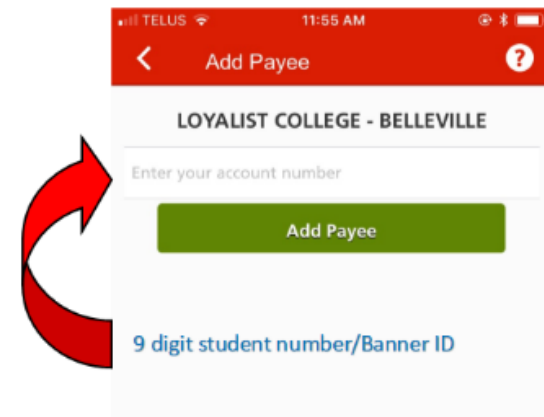 TELUS 11:55 AM
Add Payee ?
LOYALIST COLLEGE - BELLEVILLE
Enter your account number
Add Payee
9 digit student number/Banner ID